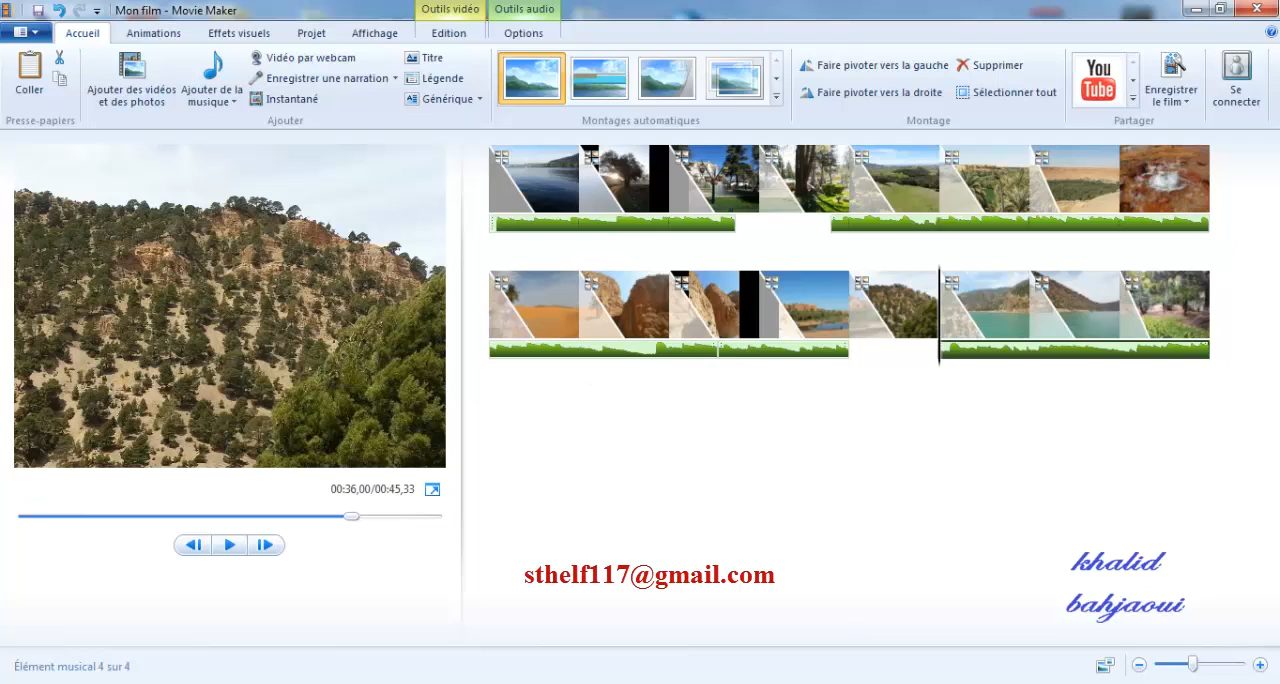 Mon film - Movie Maker
Outils vidéo
Outils audio
Accueil
Animations
Effets visuels
Projet
Affichage
Edition
Options
Coller
Presse-papiers
Ajouter des vidéos
et des photos
Ajouter de la
musique
Vidéo par webcam
Enregistrer une narration
Instantané
Titre
Légende
Générique
Ajouter
Montages automatiques
Faire pivoter vers la gauche
Faire pivoter vers la droite
Supprimer
Sélectionner tout
Montage
You
Tube
Enregistrer
le film
Partager
Se
connecter
00:36,00/00:45,33
sthelf117@gmail.com
khalid
bahjaoui
Élément musical 4 sur 4